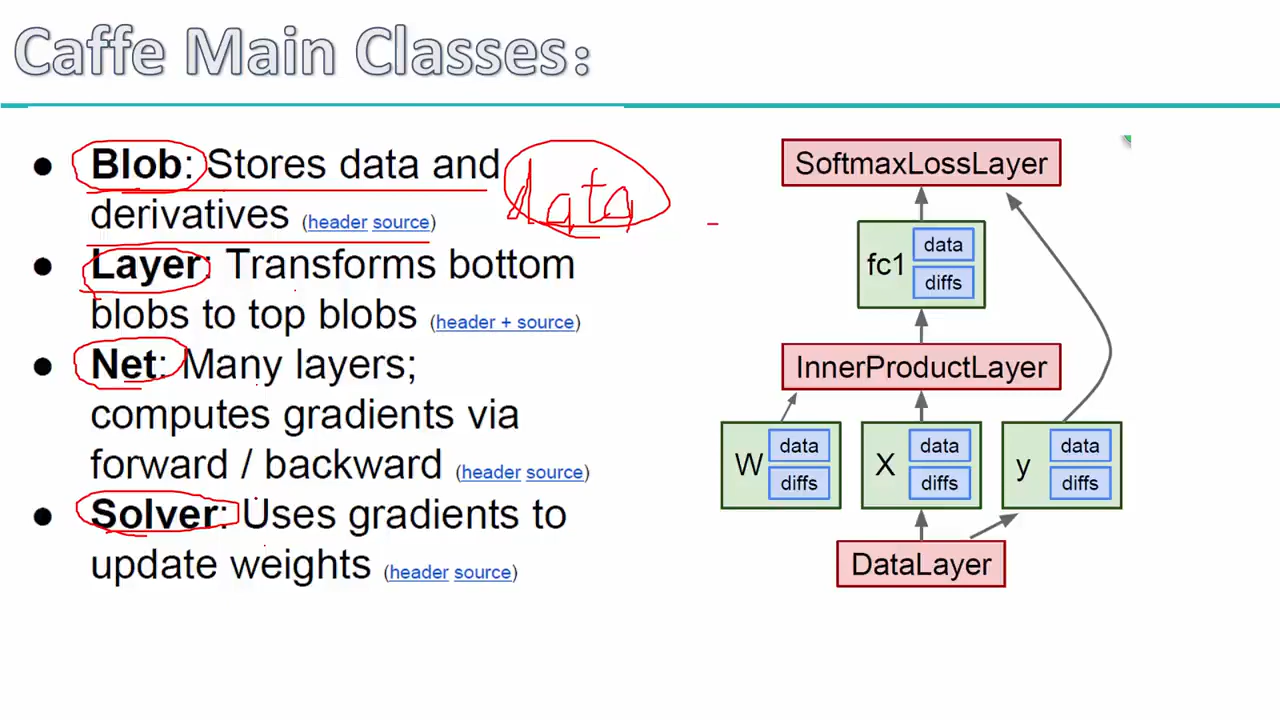 Caffe Main Classes:
● Blob: Stores data and
derivatives (header source)
data
● Layer: Transforms bottom
blobs to top blobs (header + source)
● Net: Many layers;
computes gradients via
forward / backward (header source)
● Solver: Uses gradients to
update weights (header source)
SoftmaxLossLayer
fc1
data
diffs
InnerProductLayer
W
data
diffs
X
data
diffs
y
data
diffs
DataLayer